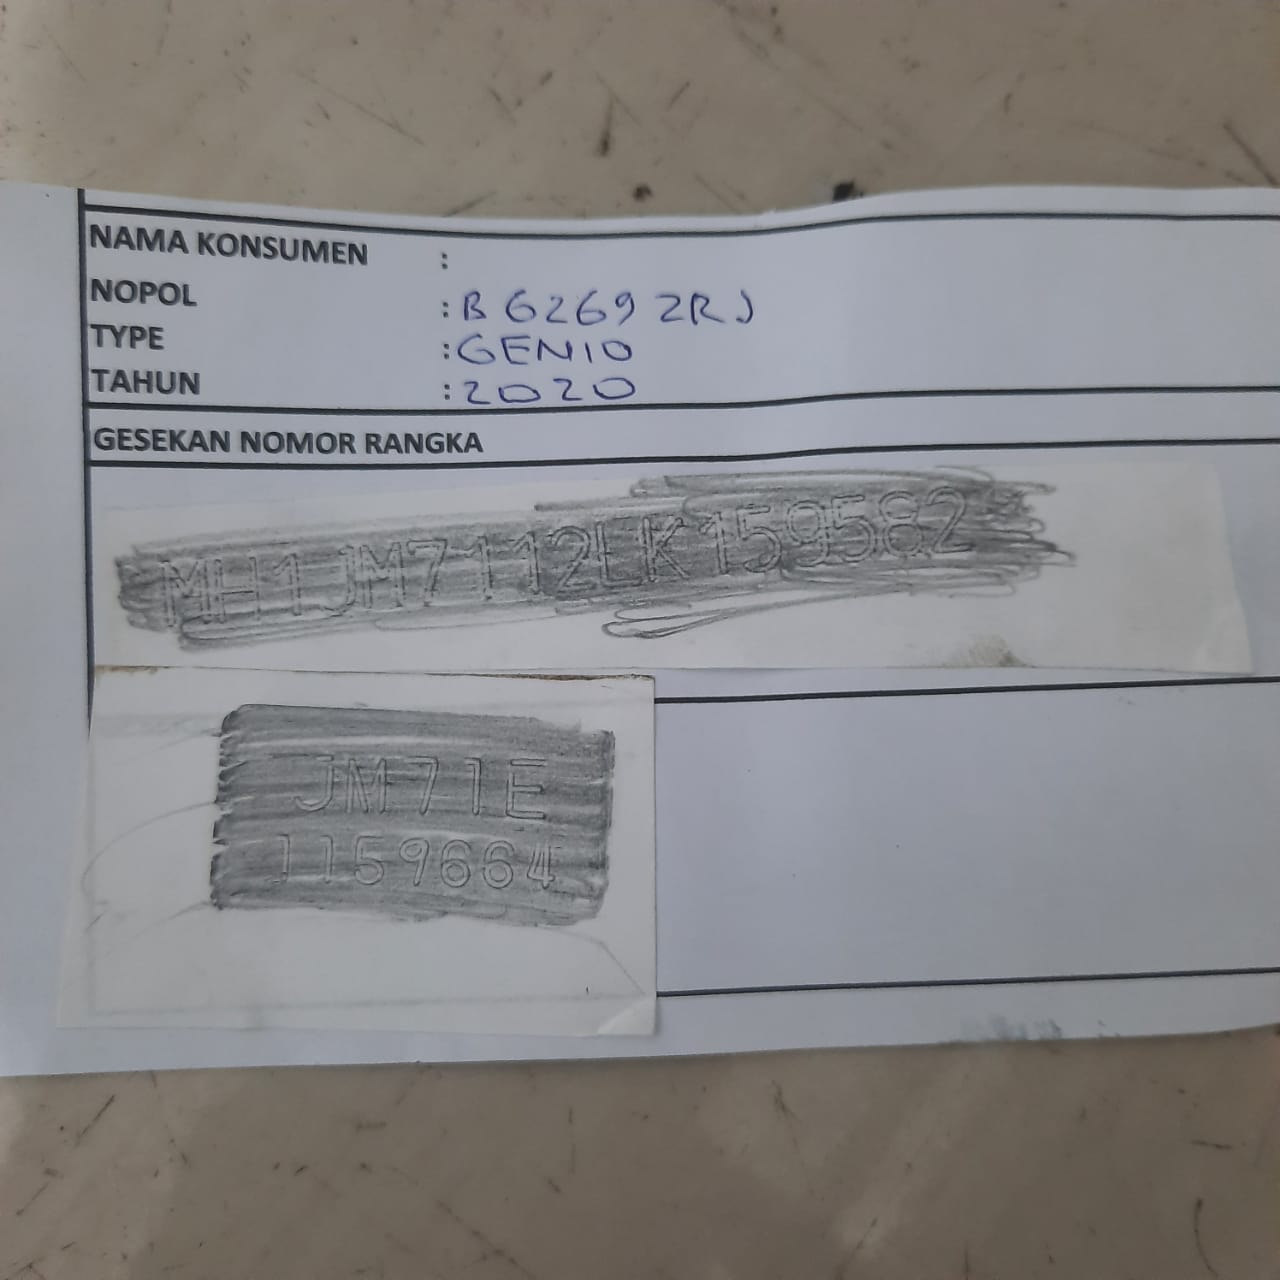 NAMA KONSUMEN :
NOPOL : B 6269 ZRJ
TYPE : GENIO
TAHUN : 2020
GESEKAN NOMOR RANGKA
MH1JM7112LK159582
JM71E
1159664